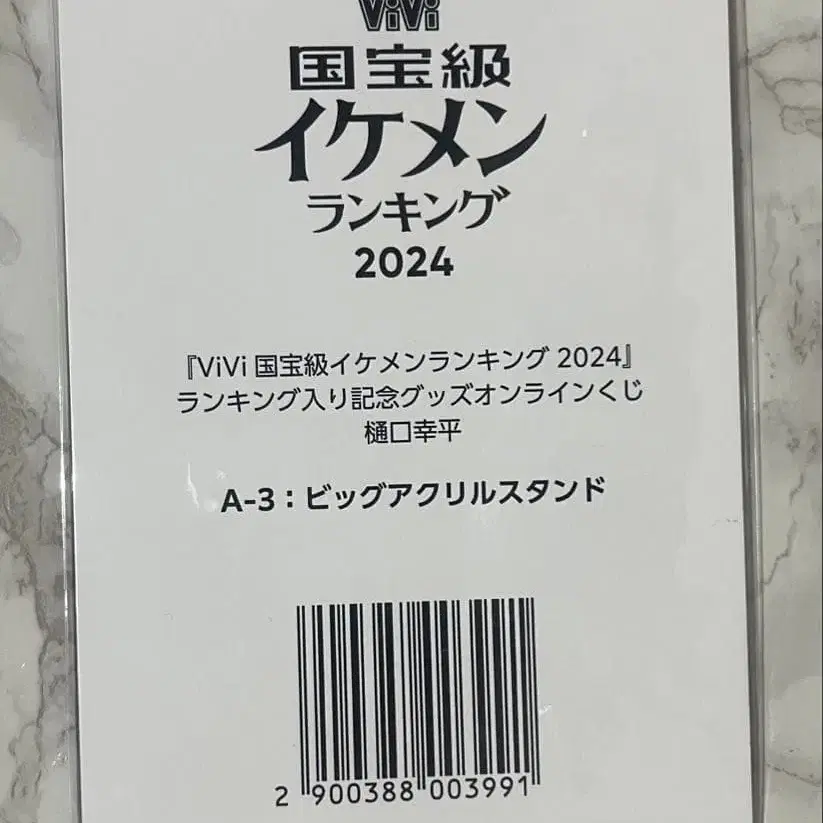 ViVi
国宝級
イケメン
ランキング
2024
『ViVi 国宝級イケメンランキング 2024』
ランキング入り記念グッズオンラインくじ
樋口幸平
A-3：ビッグアクリルスタンド
2 900388 003991